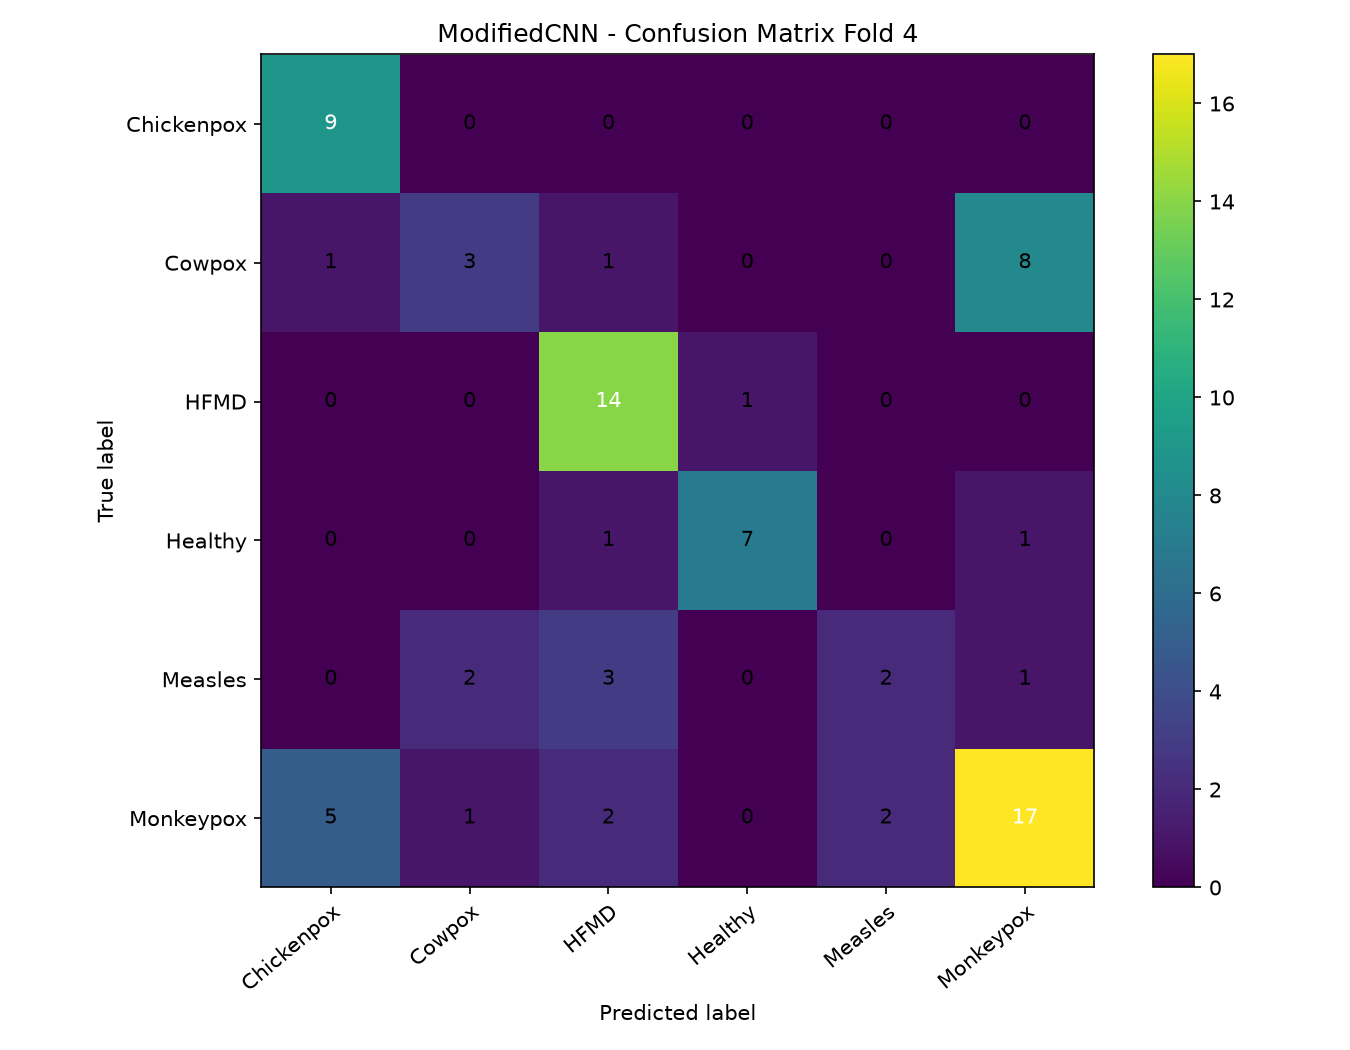 ModifiedCNN - Confusion Matrix Fold 4
Chickenpox 9 0 0 0 0 0
Cowpox 1 3 1 0 0 8
HFMD 0 0 14 1 0 0
Healthy 0 0 1 7 0 1
Measles 0 2 3 0 2 1
Monkeypox 5 1 2 0 2 17
Chickenpox Cowpox HFMD Healthy Measles Monkeypox
Predicted label
True label
16
14
12
10
8
6
4
2
0